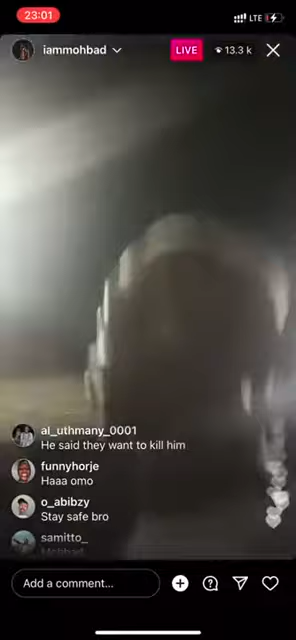 23:01
LTE
iammohbad
LIVE
13.3 k
al_uthmany_0001
He said they want to kill him
funnyhorje
Haaa omo
o_abibzy
Stay safe bro
samitto_
Mohbad
Add a comment...